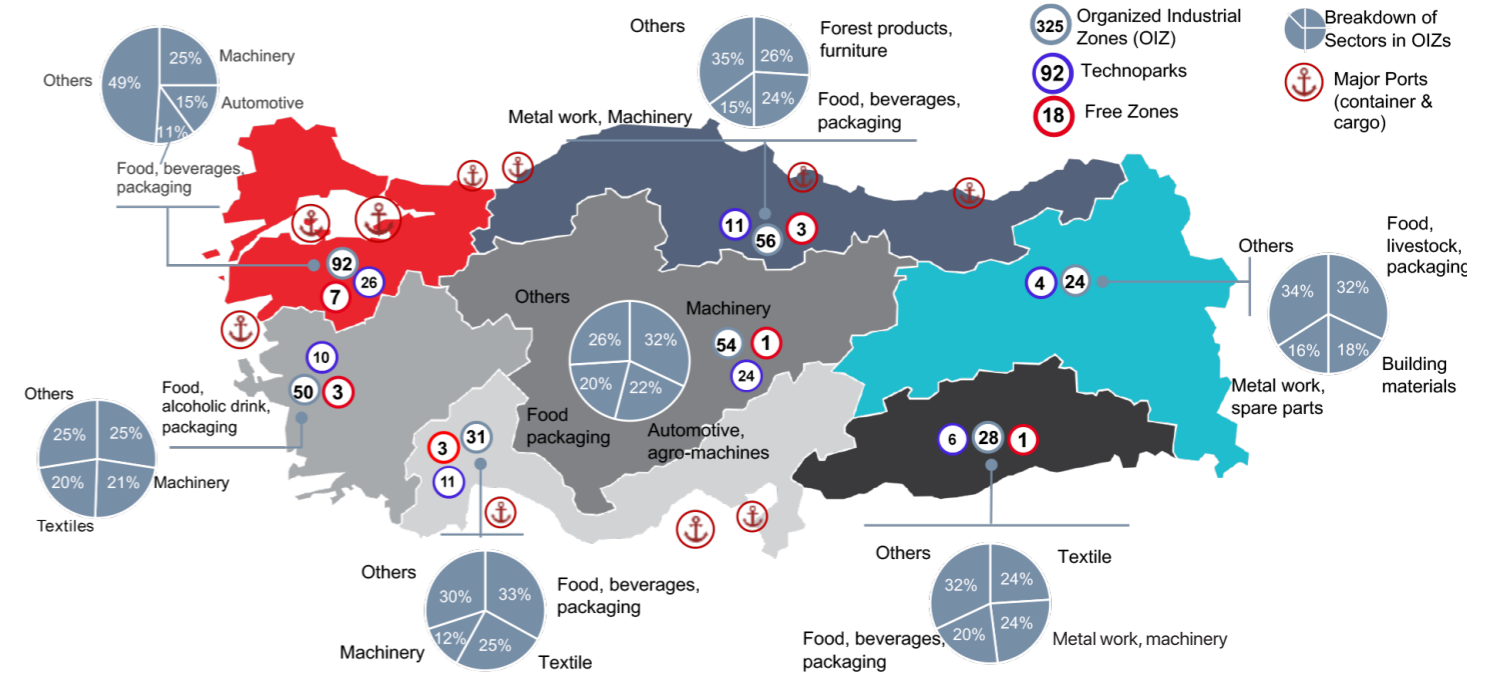 Others
49%
25%
Machinery
15%
Automotive
11%
Food, beverages,
packaging
Others
35%
26%
Forest products,
furniture
15%
24%
Food, beverages,
packaging
Metal work, Machinery
325
Organized Industrial
Zones (OIZ)
92
Technoparks
18
Free Zones
Breakdown of
Sectors in OIZs
Major Ports
(container &
cargo)
92
26
7
11
56
3
4
24
Others
34%
32%
Food,
livestock,
packaging
16%
18%
Building
materials
Metal work,
spare parts
Others
26%
32%
Machinery
20%
22%
Food
packaging
Automotive,
agro-machines
54
1
24
10
50
3
Others
25%
25%
Food,
alcoholic drink,
packaging
20%
21%
Machinery
Textiles
3
31
11
Others
30%
33%
Food, beverages,
packaging
12%
25%
Machinery
Textile
6
28
1
Others
32%
24%
Textile
20%
24%
Food, beverages,
packaging
Metal work, machinery